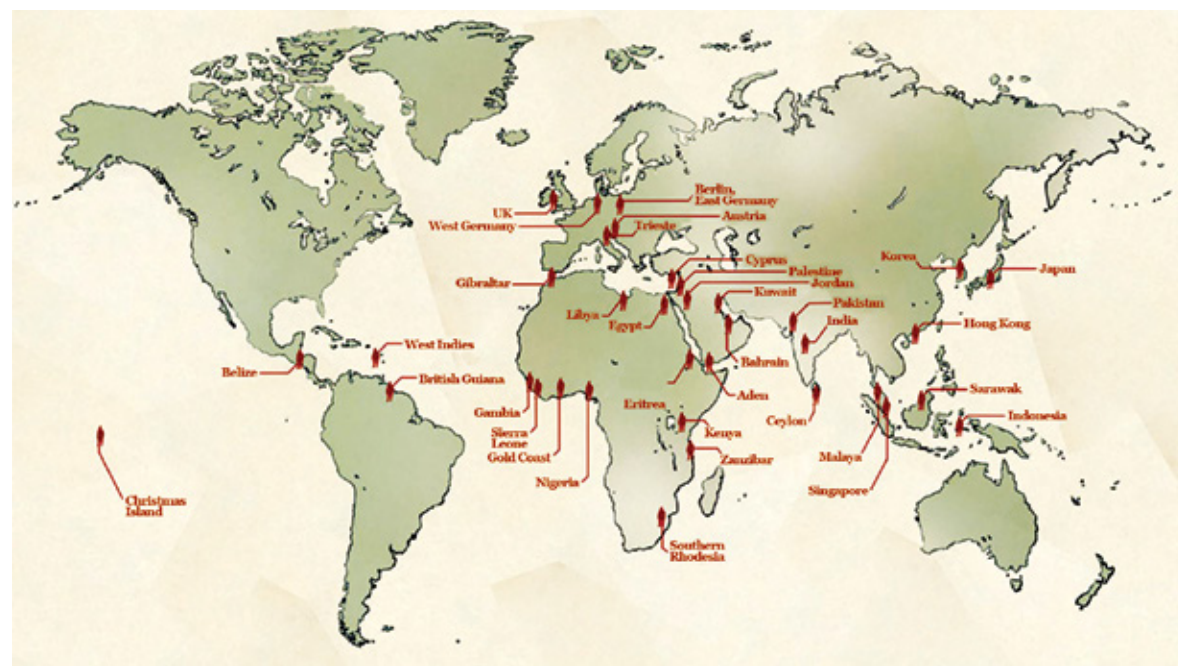 Berlin,
East Germany
UK
West Germany
Austria
Trieste
Cyprus
Korea
Palestine
Japan
Gibraltar
Jordan
Kuwait
Pakistan
Libya
Egypt
India
Hong Kong
West Indies
Bahrain
Belize
British Guiana
Sarawak
Aden
Eritrea
Gambia
Indonesia
Ceylon
Sierra
Leone
Kenya
Gold Coast
Malaya
Zanzibar
Nigeria
Singapore
Christmas
Island
Southern
Rhodesia